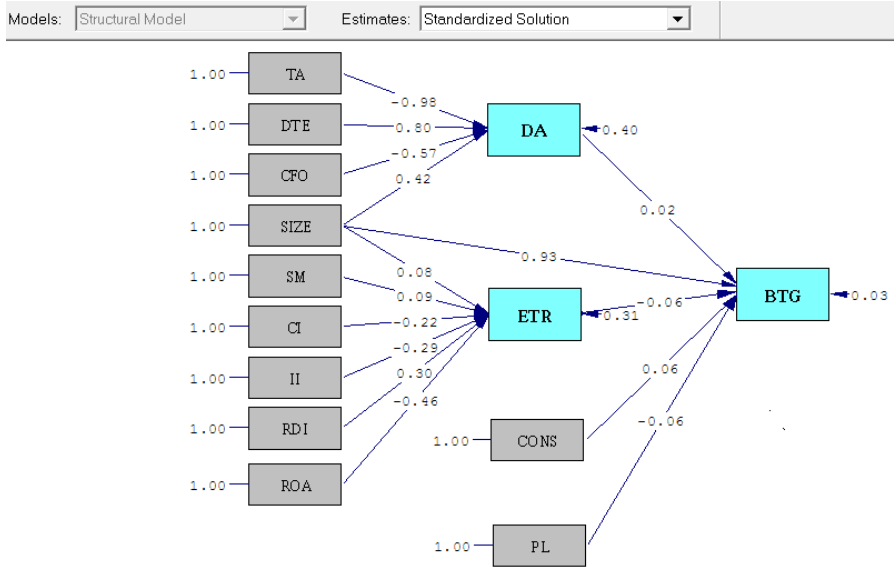 Models: Structural Model Estimates: Standardized Solution
1.00 TA
-0.98
1.00 DTE
0.80
DA
0.40
-0.57
1.00 CFO
0.42
0.02
1.00 SIZE
0.93
0.08
1.00 SM
0.09
BTG
0.03
-0.06
ETR
0.31
1.00 CI
-0.22
-0.29
1.00 II
0.30
0.06
-0.46
1.00 RDI
-0.06
1.00 CONS
1.00 ROA
1.00 PL